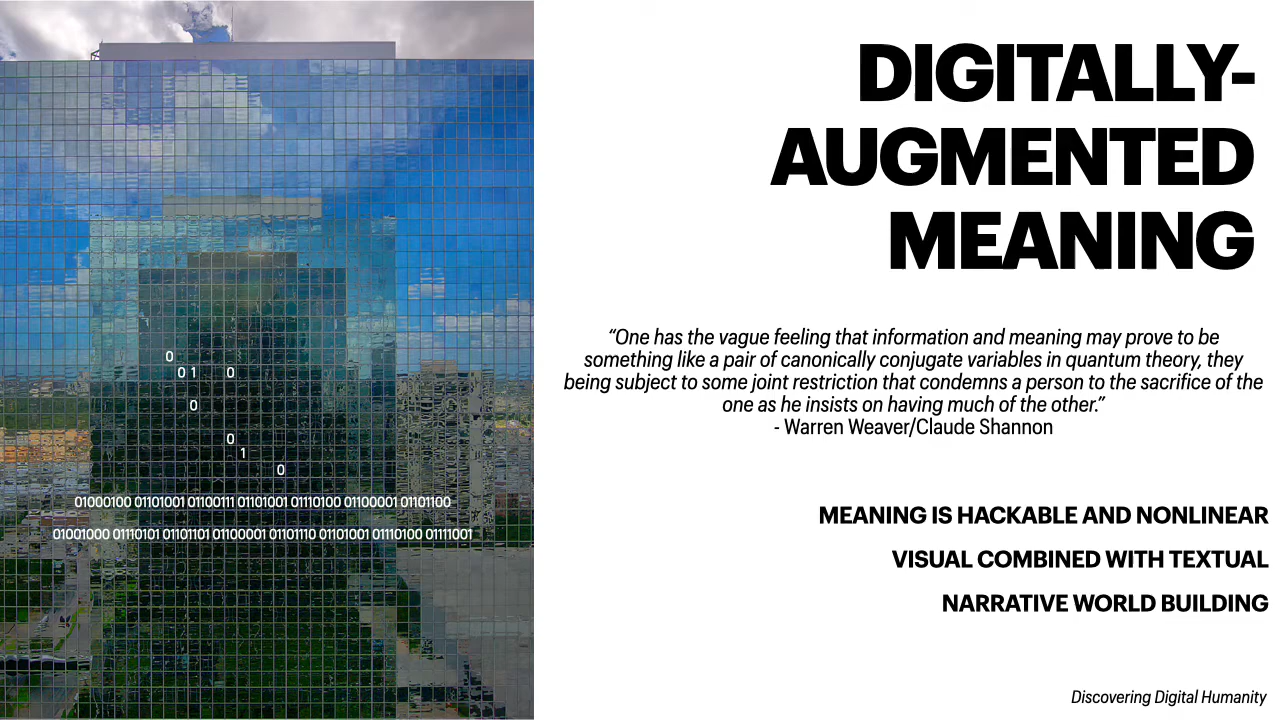 DIGITALLY-
AUGMENTED
MEANING
“One has the vague feeling that information and meaning may prove to be
something like a pair of canonically conjugate variables in quantum theory, they
being subject to some joint restriction that condemns a person to the sacrifice of the
one as he insists on having much of the other.”
- Warren Weaver/Claude Shannon
MEANING IS HACKABLE AND NONLINEAR
VISUAL COMBINED WITH TEXTUAL
NARRATIVE WORLD BUILDING
Discovering Digital Humanity
0
0 1 0
0
0
1
0
01000100 01101001 01100111 01101001 01110100 01100001 01101100
01001000 01110101 01101101 01100001 01101110 01101001 01110100 01111001